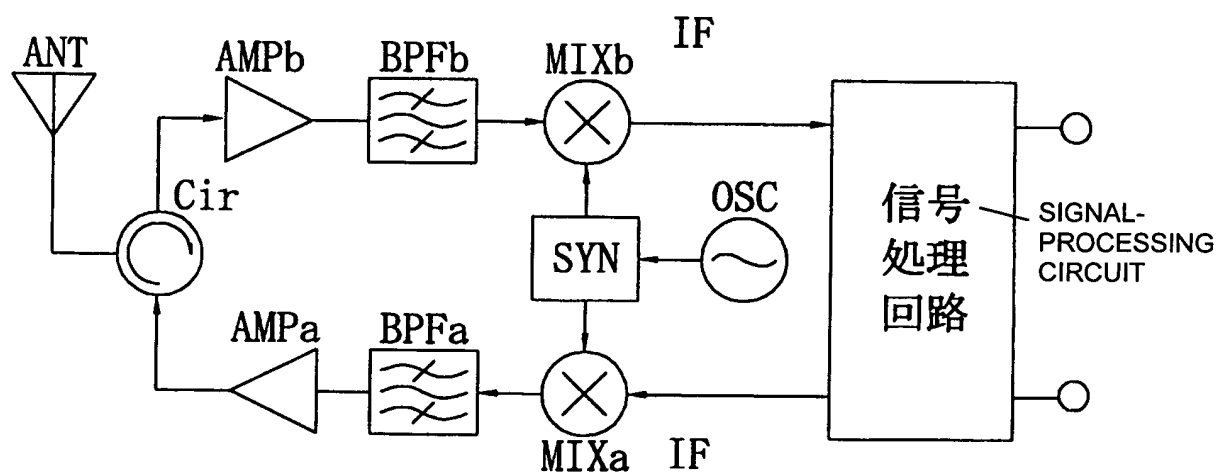 IF
ANT
AMPb
BPFb
MIXb
Cir
OSC
信号
処理
回路
SIGNAL-
PROCESSING
CIRCUIT
SYN
AMPa
BPFa
MIXa
IF